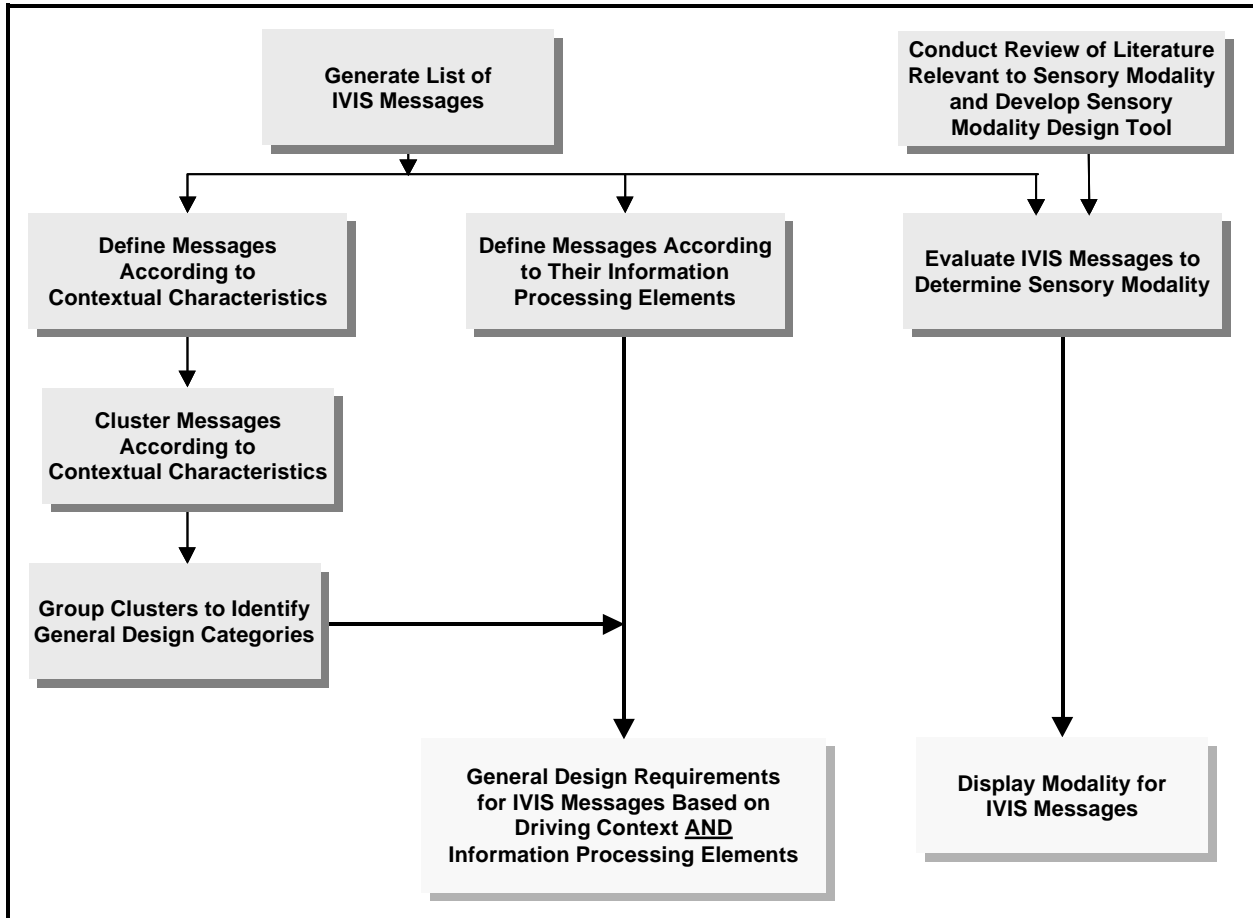 Generate List of
IVIS Messages
Conduct Review of Literature
Relevant to Sensory Modality
and Develop Sensory
Modality Design Tool
Define Messages
According to
Contextual Characteristics
Define Messages According
to Their Information
Processing Elements
Evaluate IVIS Messages to
Determine Sensory Modality
Cluster Messages
According to
Contextual Characteristics
Group Clusters to Identify
General Design Categories
General Design Requirements
for IVIS Messages Based on
Driving Context AND
Information Processing Elements
Display Modality for
IVIS Messages